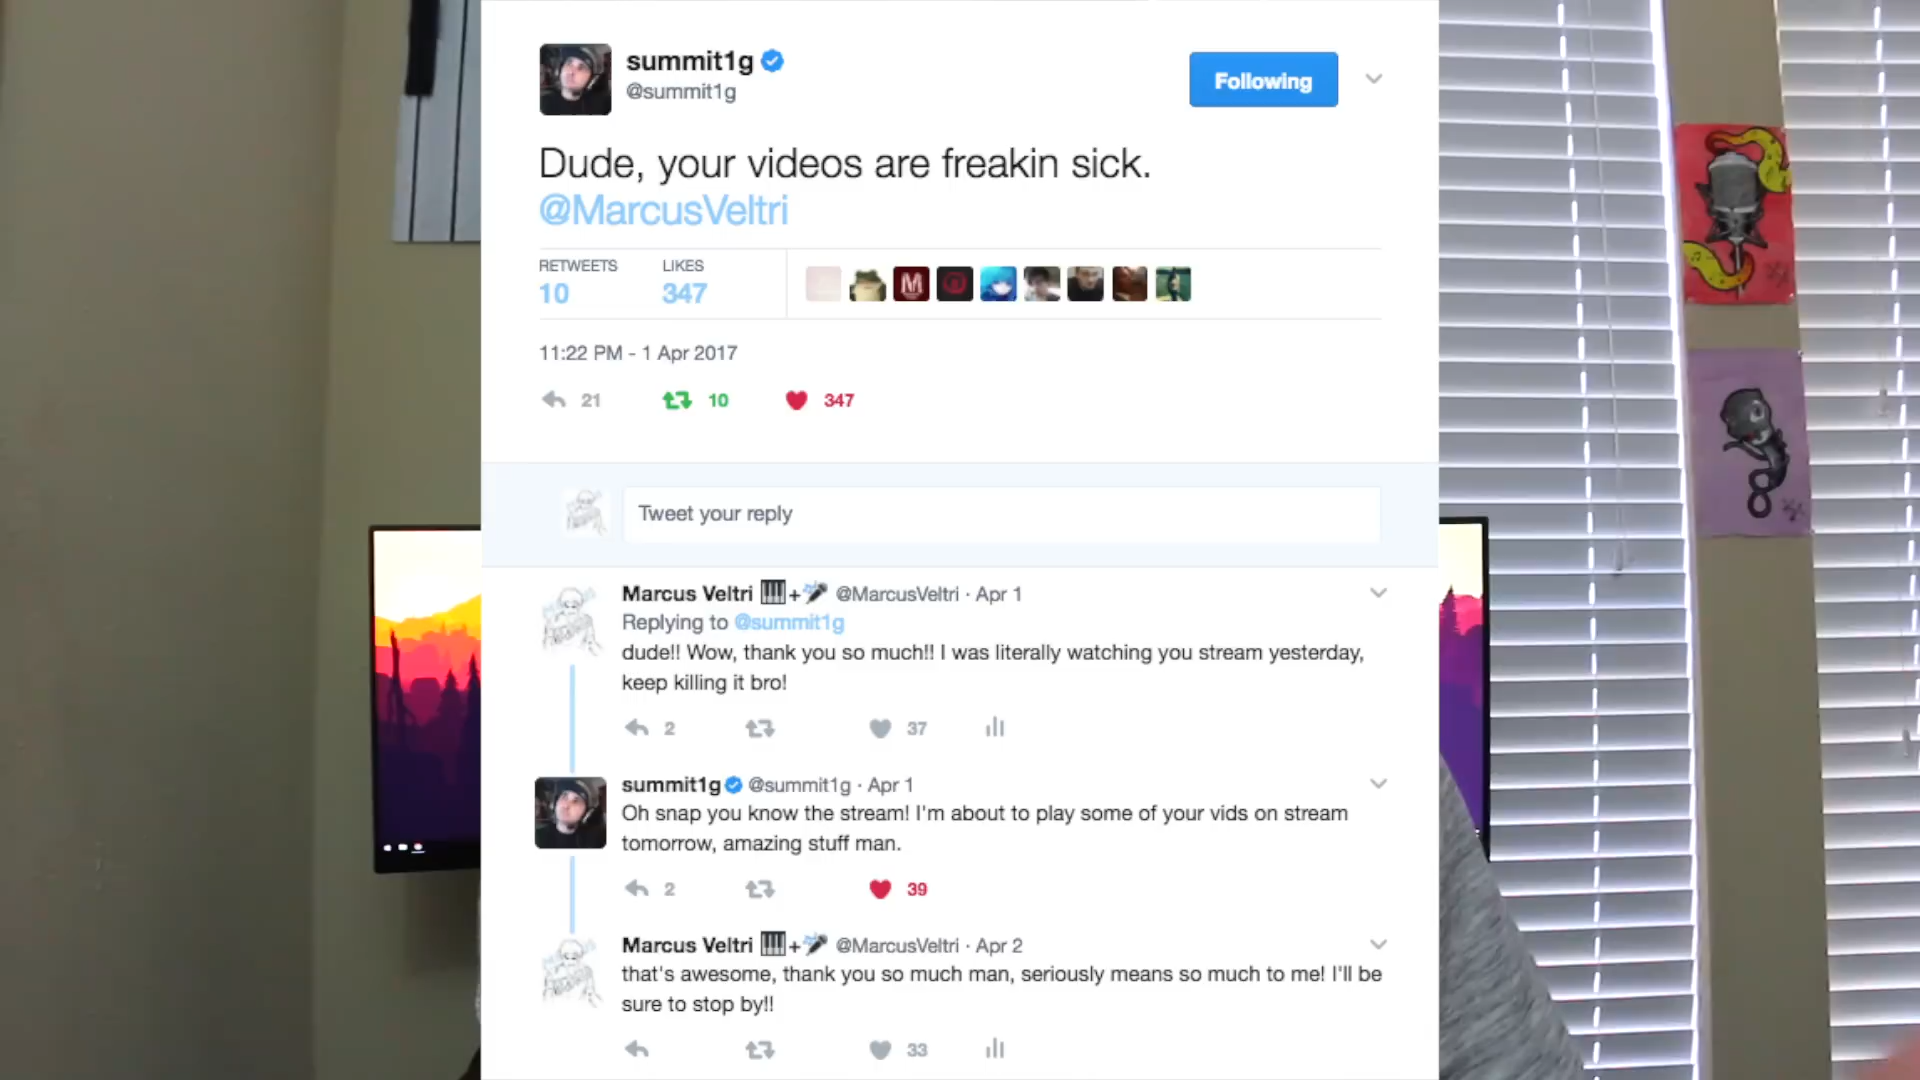 summit1g
@summit1g
Following
Dude, your videos are freakin sick.
@MarcusVeltri
RETWEETS
LIKES
10
347
M
11:22 PM - 1 Apr 2017
21
10
347
Tweet your reply
Marcus Veltri 🎹+🎤 @MarcusVeltri · Apr 1
Replying to @summit1g
dude!! Wow, thank you so much!! I was literally watching you stream yesterday,
keep killing it bro!
2
37
summit1g @summit1g · Apr 1
Oh snap you know the stream! I'm about to play some of your vids on stream
tomorrow, amazing stuff man.
2
39
Marcus Veltri 🎹+🎤 @MarcusVeltri · Apr 2
that's awesome, thank you so much man, seriously means so much to me! I'll be
sure to stop by!!
33